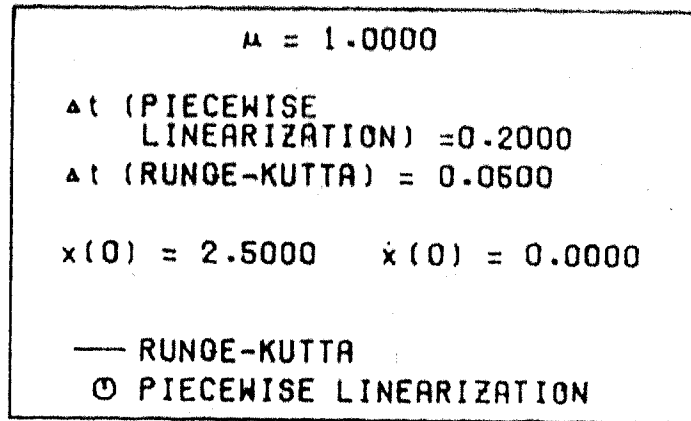 μ = 1.0000
Δt (PIECEWISE
LINEARIZATION) =0.2000
Δt (RUNGE-KUTTA) = 0.0500
x(0) = 2.5000 ẋ(0) = 0.0000
— RUNGE-KUTTA
PIECEWISE LINEARIZATION